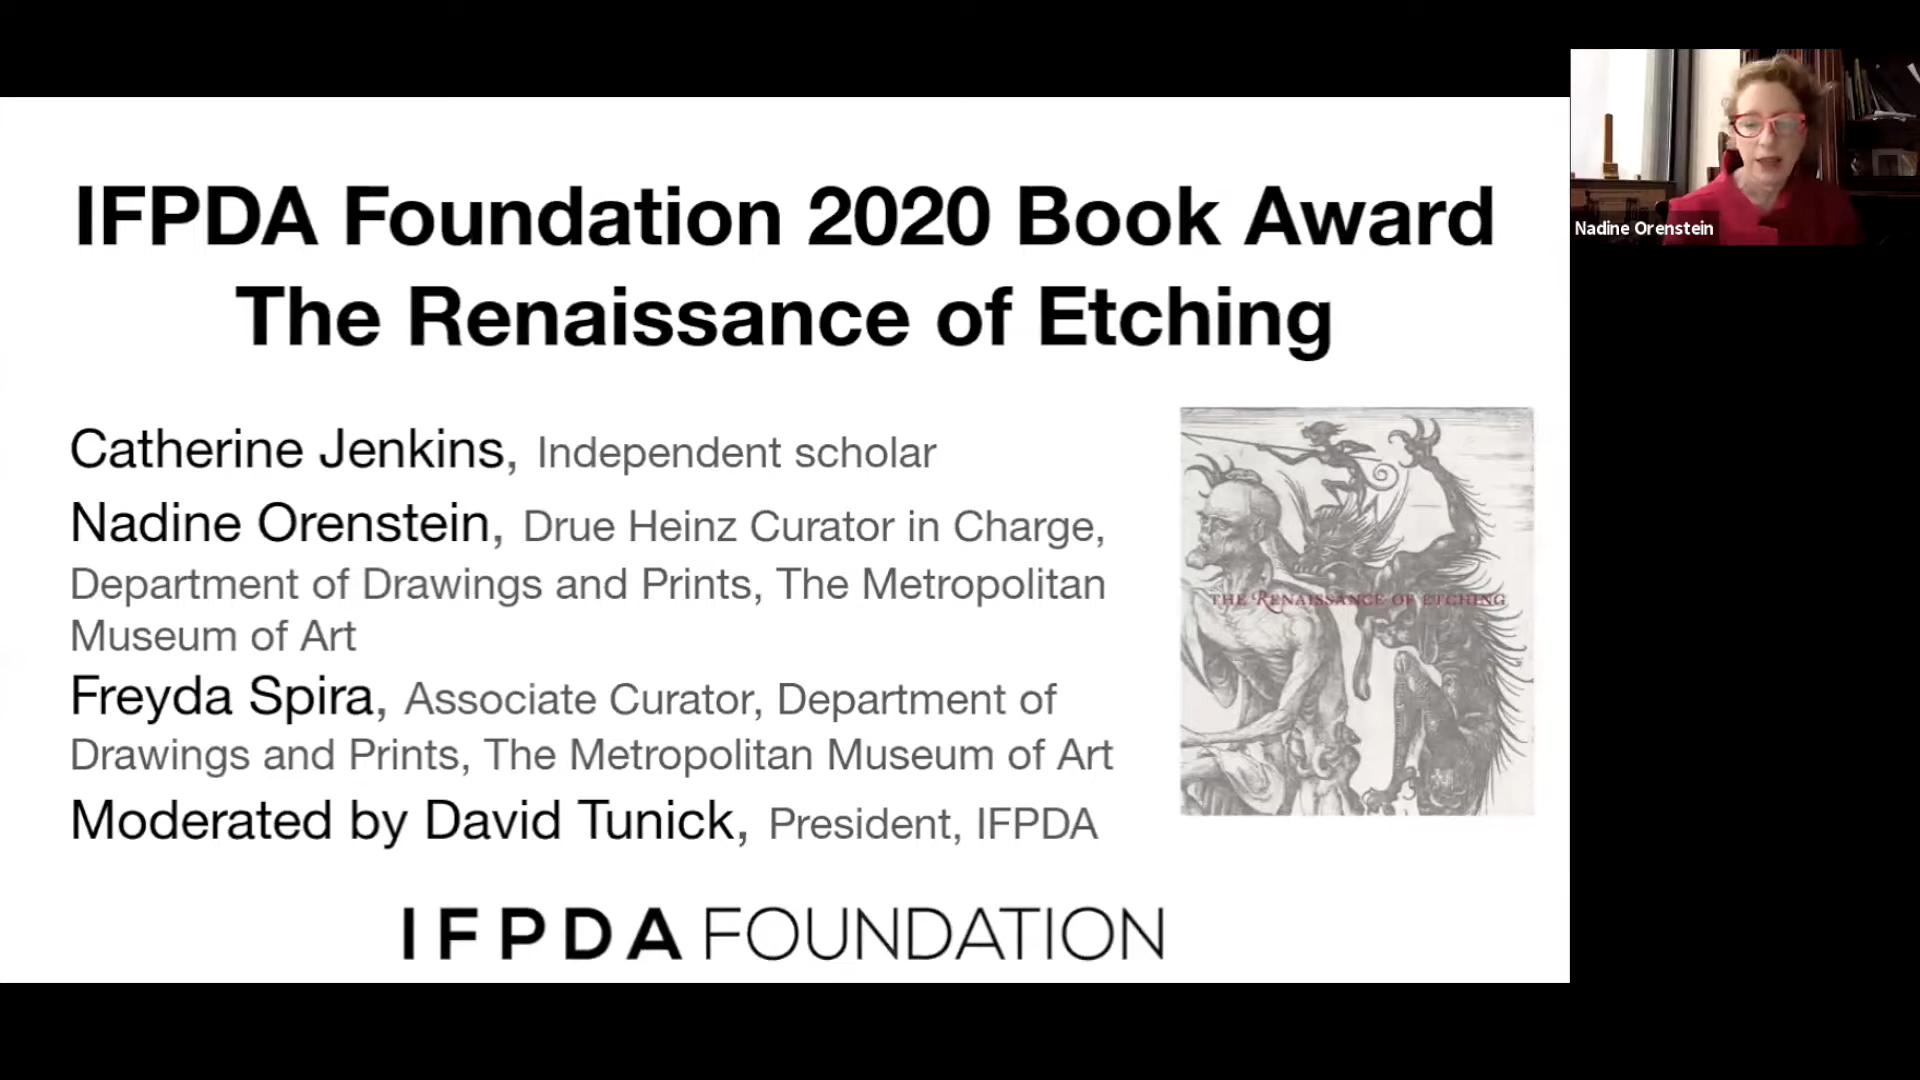 IFPDA Foundation 2020 Book Award
The Renaissance of Etching
Catherine Jenkins, Independent scholar
Nadine Orenstein, Drue Heinz Curator in Charge,
Department of Drawings and Prints, The Metropolitan
Museum of Art
Freyda Spira, Associate Curator, Department of
Drawings and Prints, The Metropolitan Museum of Art
Moderated by David Tunick, President, IFPDA
THE RENAISSANCE OF ETCHING
IFPDA FOUNDATION
Nadine Orenstein